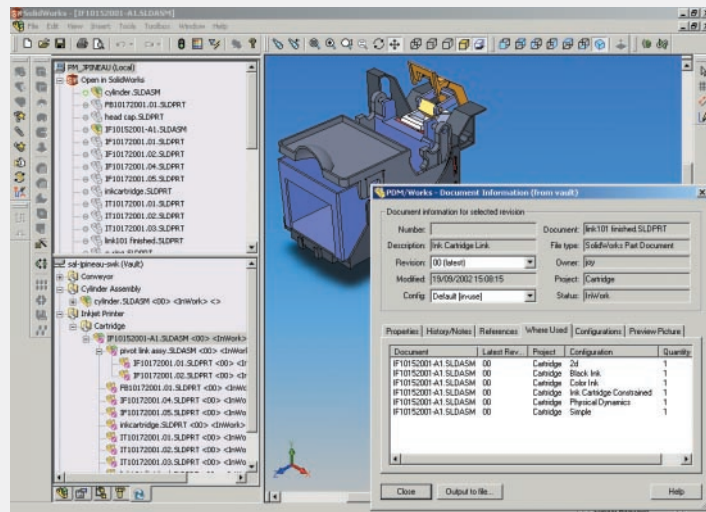 SolidWorks - [IF10152001-A1.SLDASM]
File Edit View Insert Tools Toolbox Window Help
PM_JPINEAU (Local)
Open in SolidWorks
cylinder.SLDASM
PB10172001.01.SLDPRT
head cap.SLDPRT
IF10152001-A1.SLDASM
IF10172001.01.SLDPRT
IF10172001.02.SLDPRT
IF10172001.04.SLDPRT
IF10172001.05.SLDPRT
inkcartridge.SLDPRT
IT10172001.01.SLDPRT
IT10172001.02.SLDPRT
IT10172001.03.SLDPRT
link101 finished.SLDPRT
sal-jpineau-swk (Vault)
Conveyor
Cylinder Assembly
cylinder.SLDASM <00> <InWork> <>
Inkjet Printer
Cartridge
IF10152001-A1.SLDASM <00> <InWork>
pivot link assy.SLDASM <00> <InWorl
IF10172001.01.SLDPRT <00> <Ir
IF10172001.02.SLDPRT <00> <Ir
PB10172001.01.SLDPRT <00> <InWc
IF10172001.04.SLDPRT <00> <InWo
IF10172001.05.SLDPRT <00> <InWo
inkcartridge.SLDPRT <00> <InWork
IT10172001.01.SLDPRT <00> <InWo
IT10172001.02.SLDPRT <00> <InWo
IT10172001.03.SLDPRT <00> <InWo
PDM/Works - Document Information (from vault)
Document information for selected revision
Number: Document: link101 finished.SLDPRT
Description: Ink Cartridge Link File type: SolidWorks Part Document
Revision: 00 (latest) Owner: joy
Modified: 19/09/2002 15:08:15 Project: Cartridge
Config: Default [inuse] Status: InWork
Properties History/Notes References Where Used Configurations Preview Picture
Document Latest Rev... Project Configuration Quantity
IF10152001-A1.SLDASM 00 Cartridge 2d 1
IF10152001-A1.SLDASM 00 Cartridge Black Ink 1
IF10152001-A1.SLDASM 00 Cartridge Color Ink 1
IF10152001-A1.SLDASM 00 Cartridge Ink Cartridge Constrained 1
IF10152001-A1.SLDASM 00 Cartridge Physical Dynamics 1
IF10152001-A1.SLDASM 00 Cartridge Simple 1
Close Output to file... Help